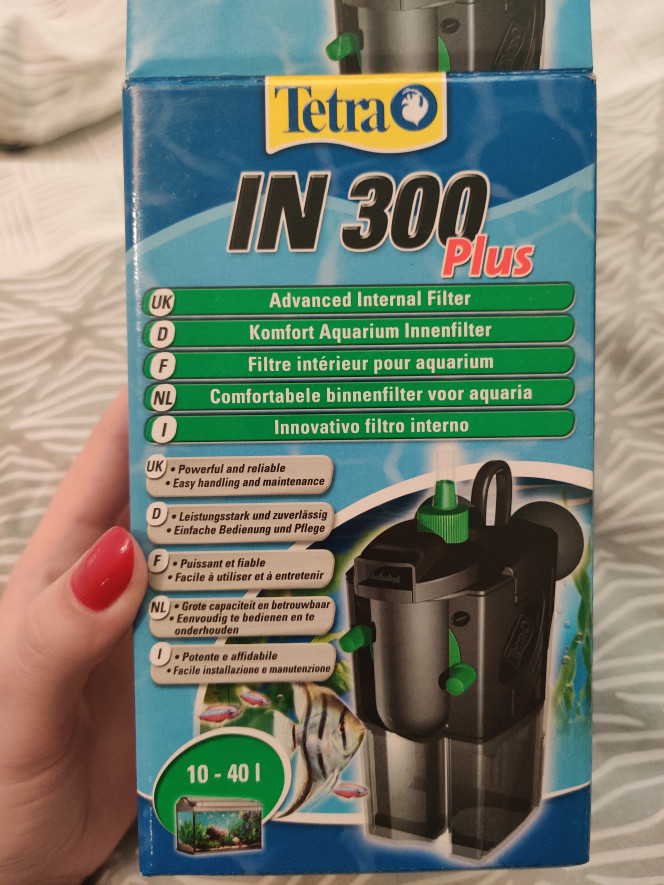 Tetra
IN 300
Plus
UK Advanced Internal Filter
D Komfort Aquarium Innenfilter
F Filtre intérieur pour aquarium
NL Comfortabele binnenfilter voor aquaria
I Innovativo filtro interno
UK • Powerful and reliable
• Easy handling and maintenance
D • Leistungsstark und zuverlässig
• Einfache Bedienung und Pflege
F • Puissant et fiable
• Facile à utiliser et à entretenir
NL • Grote capaciteit en betrouwbaar
• Eenvoudig te bedienen en te
onderhouden
I • Potente e affidabile
• Facile installazione e manutenzione
Tetra
10 - 40 l